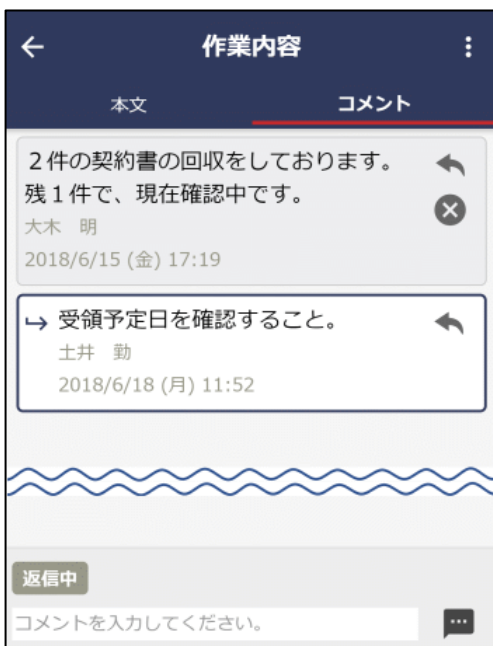 作業内容
本文
コメント
２件の契約書の回収をしております。
残１件で、現在確認中です。
大木　明
2018/6/15 (金) 17:19
受領予定日を確認すること。
土井　勤
2018/6/18 (月) 11:52
返信中
コメントを入力してください。